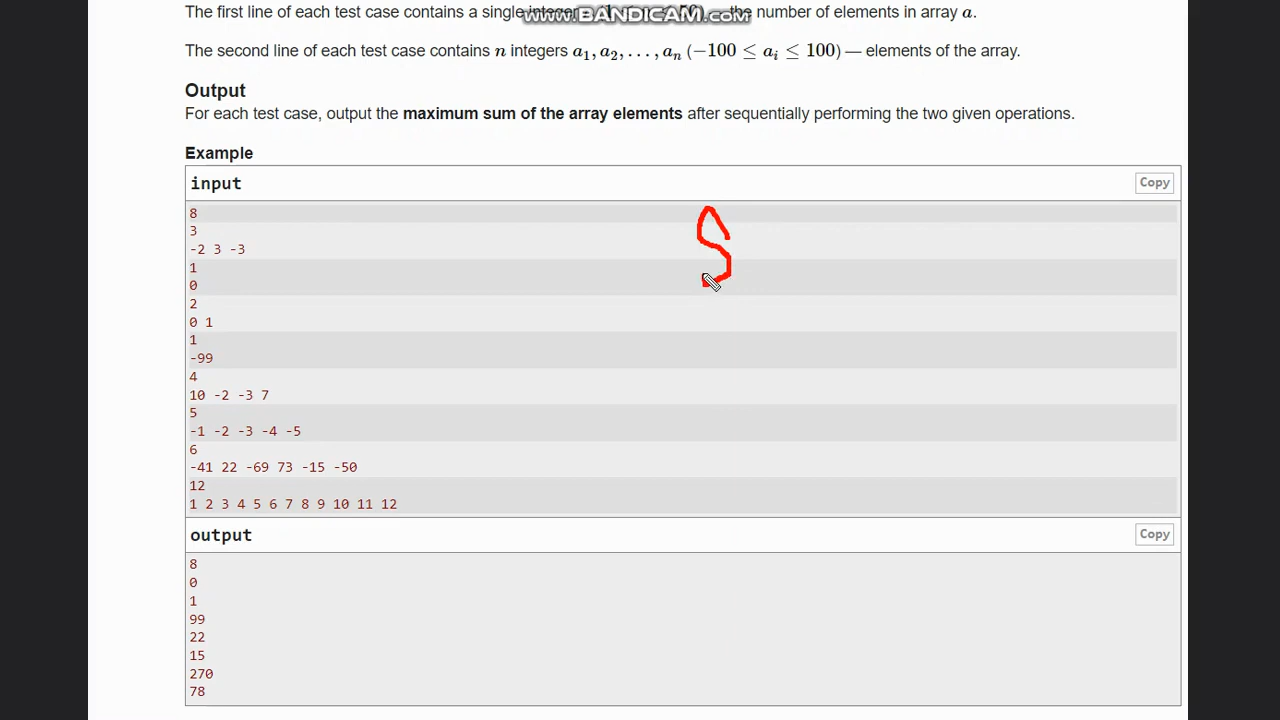 The first line of each test case contains a single integer the number of elements in array a.
www.BANDICAM.com
The second line of each test case contains n integers a₁, a₂, …, aₙ (−100 ≤ aᵢ ≤ 100) — elements of the array.
Output
For each test case, output the maximum sum of the array elements after sequentially performing the two given operations.
Example
input
Copy
8
3
-2 3 -3
1
0
2
0 1
1
-99
4
10 -2 -3 7
5
-1 -2 -3 -4 -5
6
-41 22 -69 73 -15 -50
12
1 2 3 4 5 6 7 8 9 10 11 12
output
Copy
8
0
1
99
22
15
270
78